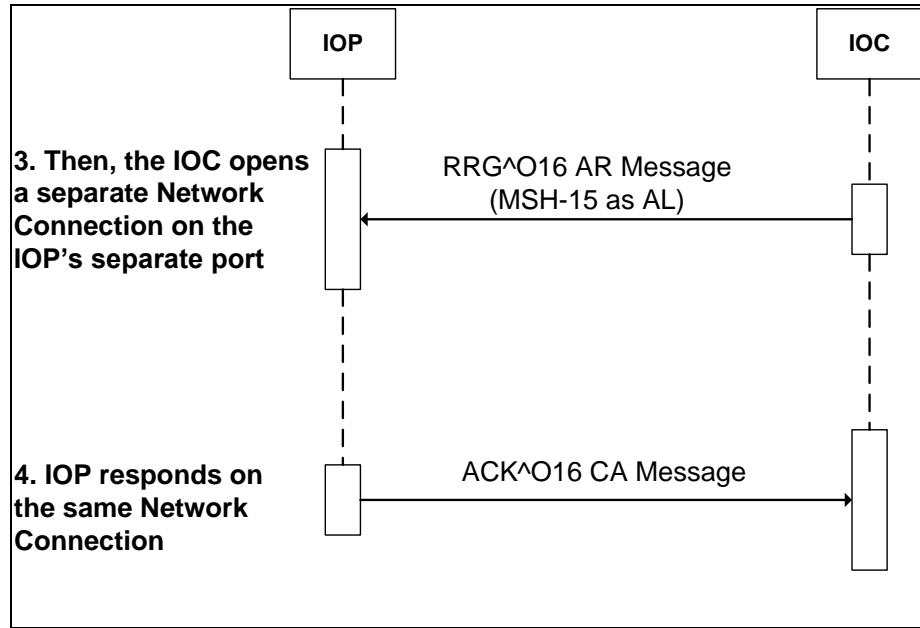 IOP
IOC
3. Then, the IOC opens
a separate Network
Connection on the
IOP's separate port
RRG^O16 AR Message
(MSH-15 as AL)
4. IOP responds on
the same Network
Connection
ACK^O16 CA Message